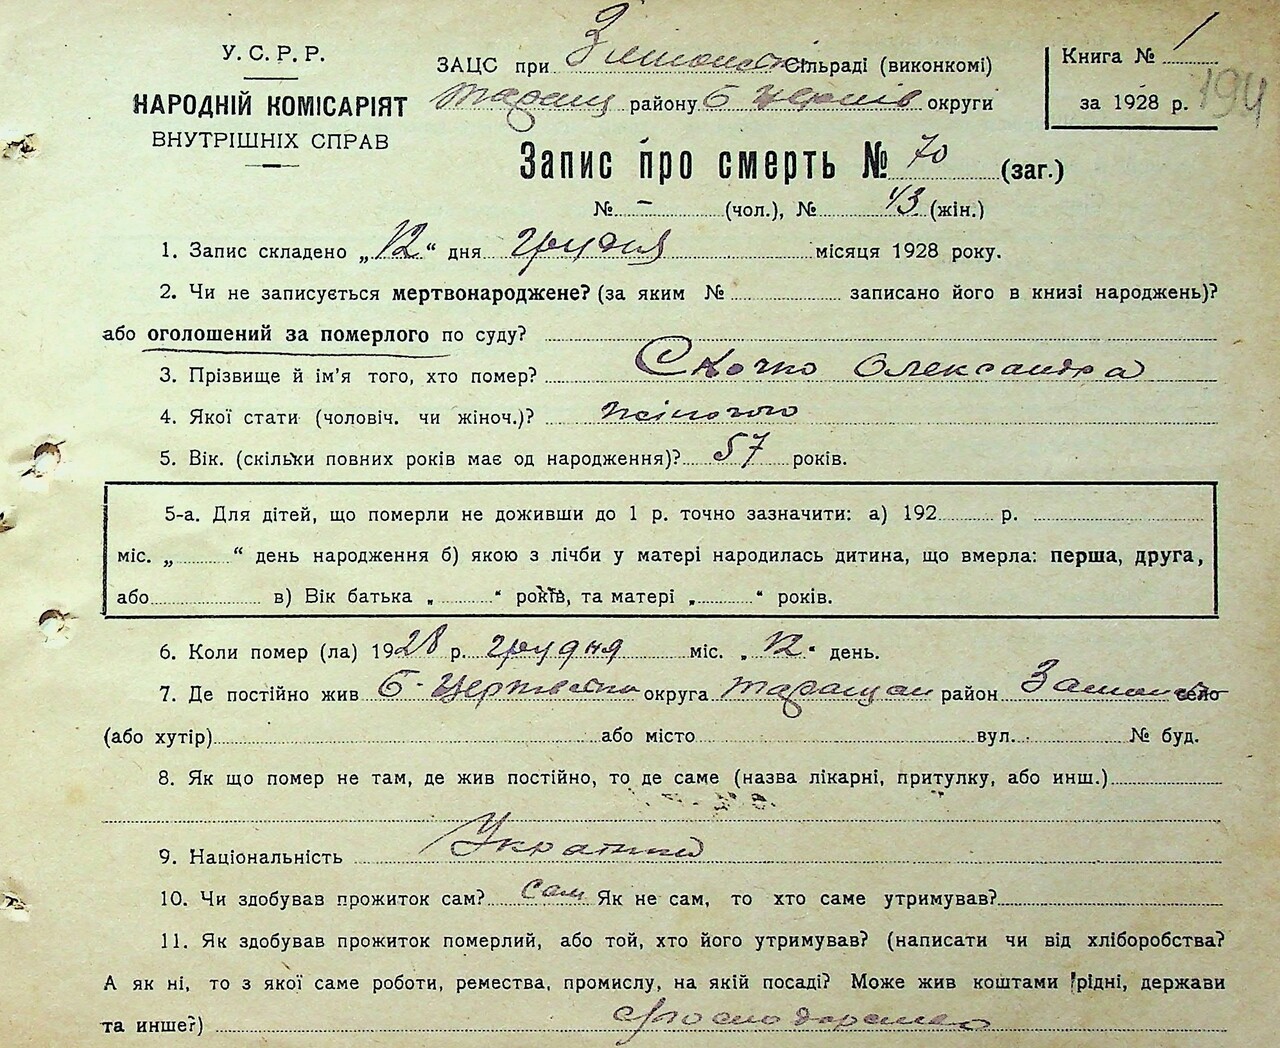 У. С. Р. Р.
НАРОДНІЙ КОМІСАРІЯТ
ВНУТРІШНІХ СПРАВ
ЗАЦС при Сільраді (виконкомі)
Таращ району Б Церків округи
Книга № 1
за 1928 р. 194
Запис про смерть № 70 (заг.)
№ - (чол.), № 43 (жін.)
1. Запис складено „12“ дня грудня місяця 1928 року.
2. Чи не записується мертвонароджене? (за яким № записано його в книзі народжень)?
або оголошений за померлого по суду?
3. Прізвище й ім'я того, хто помер? Скочко Олександра
4. Якої стати (чоловіч. чи жіноч.)? жіночого
5. Вік. (скільки повних років має од народження)? 57 років.
5-а. Для дітей, що померли не доживши до 1 р. точно зазначити: а) 192 р.
міс. „ “ день народження б) якою з лічби у матері народилась дитина, що вмерла: перша, друга,
або в) Вік батька „ “ років, та матері „ “ років.
6. Коли помер (ла) 1928 р. грудня міс. „12“ день.
7. Де постійно жив Б-Церківська округа Таращан район село
(або хутір) або місто вул. № буд.
8. Як що помер не там, де жив постійно, то де саме (назва лікарні, притулку, або инш.)
9. Національність Українка
10. Чи здобував прожиток сам? сам Як не сам, то хто саме утримував?
11. Як здобував прожиток померлий, або той, хто його утримував? (написати чи від хліборобства?
А як ні, то з якої саме роботи, ремества, промислу, на якій посаді? Може жив коштами рідні, держави
та инше?)